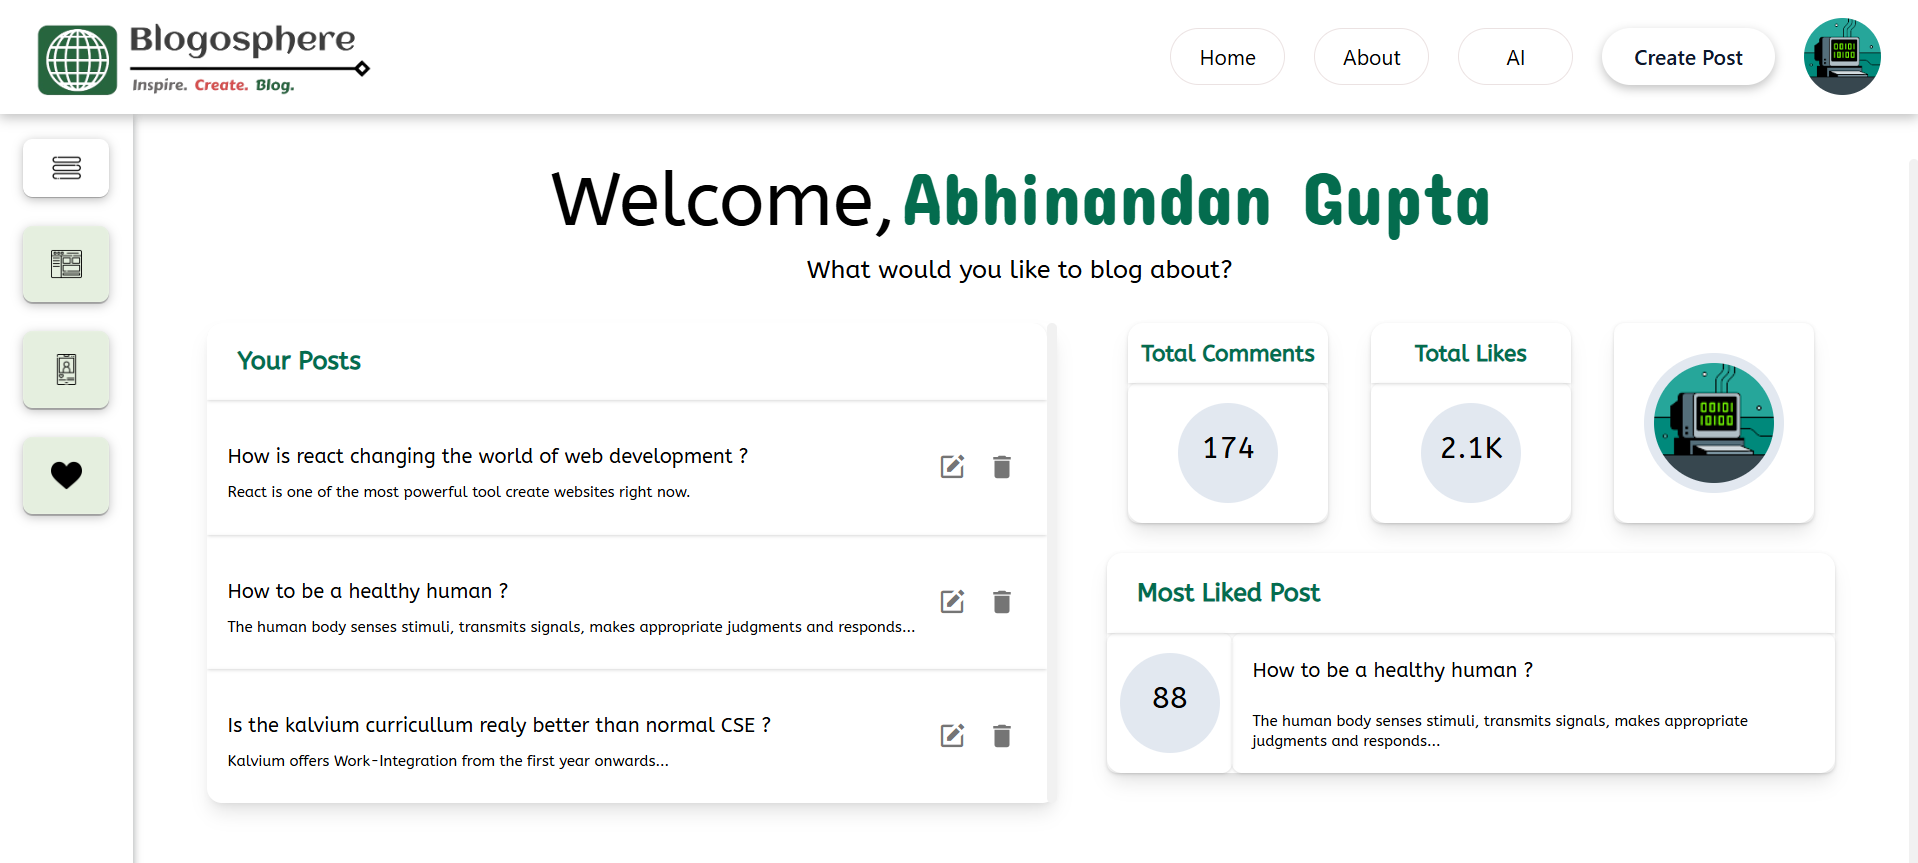 Blogosphere
Inspire. Create. Blog.
Home
About
AI
Create Post
00101
10100
Welcome, Abhinandan Gupta
What would you like to blog about?
Your Posts
How is react changing the world of web development ?
React is one of the most powerful tool create websites right now.
How to be a healthy human ?
The human body senses stimuli, transmits signals, makes appropriate judgments and responds...
Is the kalvium curricullum realy better than normal CSE ?
Kalvium offers Work-Integration from the first year onwards...
Total Comments
174
Total Likes
2.1K
00101
10100
Most Liked Post
88
How to be a healthy human ?
The human body senses stimuli, transmits signals, makes appropriate
judgments and responds...